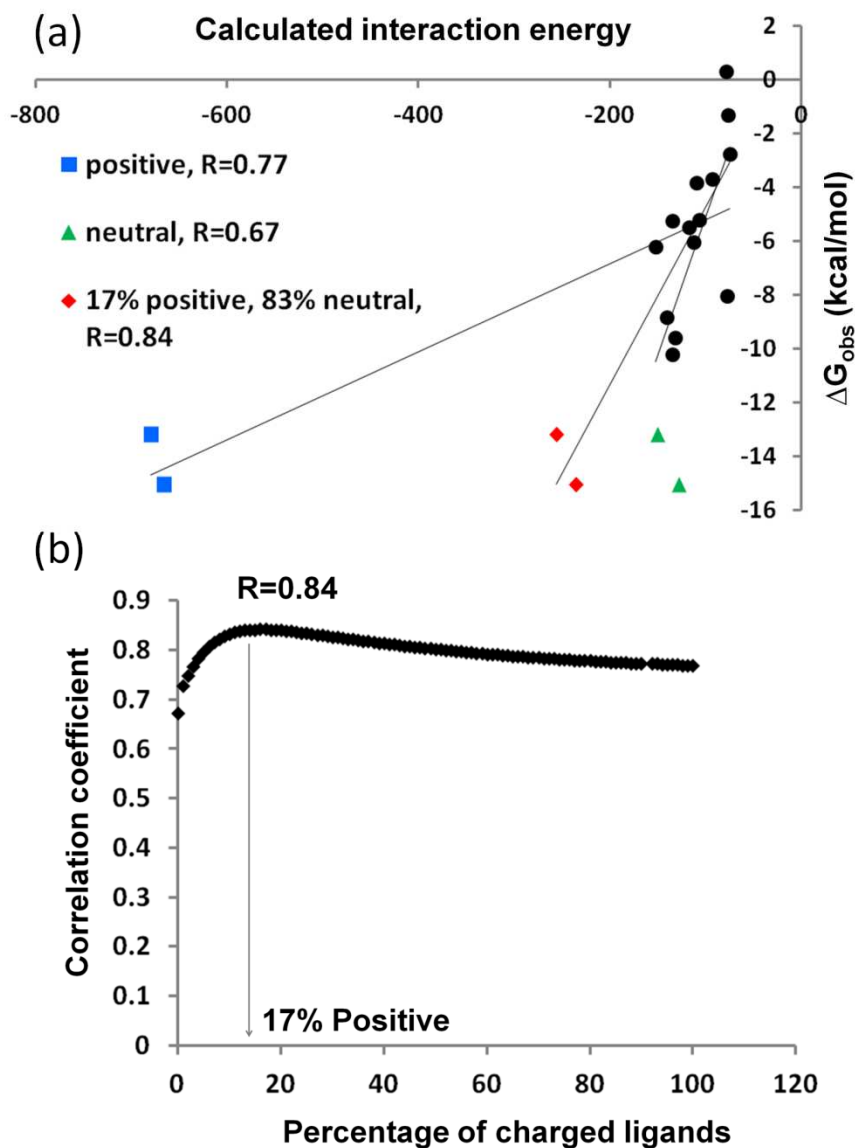 (a)
Calculated interaction energy
2
0
-800
-600
-400
-200
0
-2
positive, R=0.77
-4
neutral, R=0.67
-6
17% positive, 83% neutral,
R=0.84
-8
-10
-12
-14
-16
ΔGobs (kcal/mol)
(b)
R=0.84
0.9
0.8
0.7
0.6
0.5
0.4
0.3
0.2
0.1
0
Correlation coefficient
17% Positive
0 20 40 60 80 100 120
Percentage of charged ligands